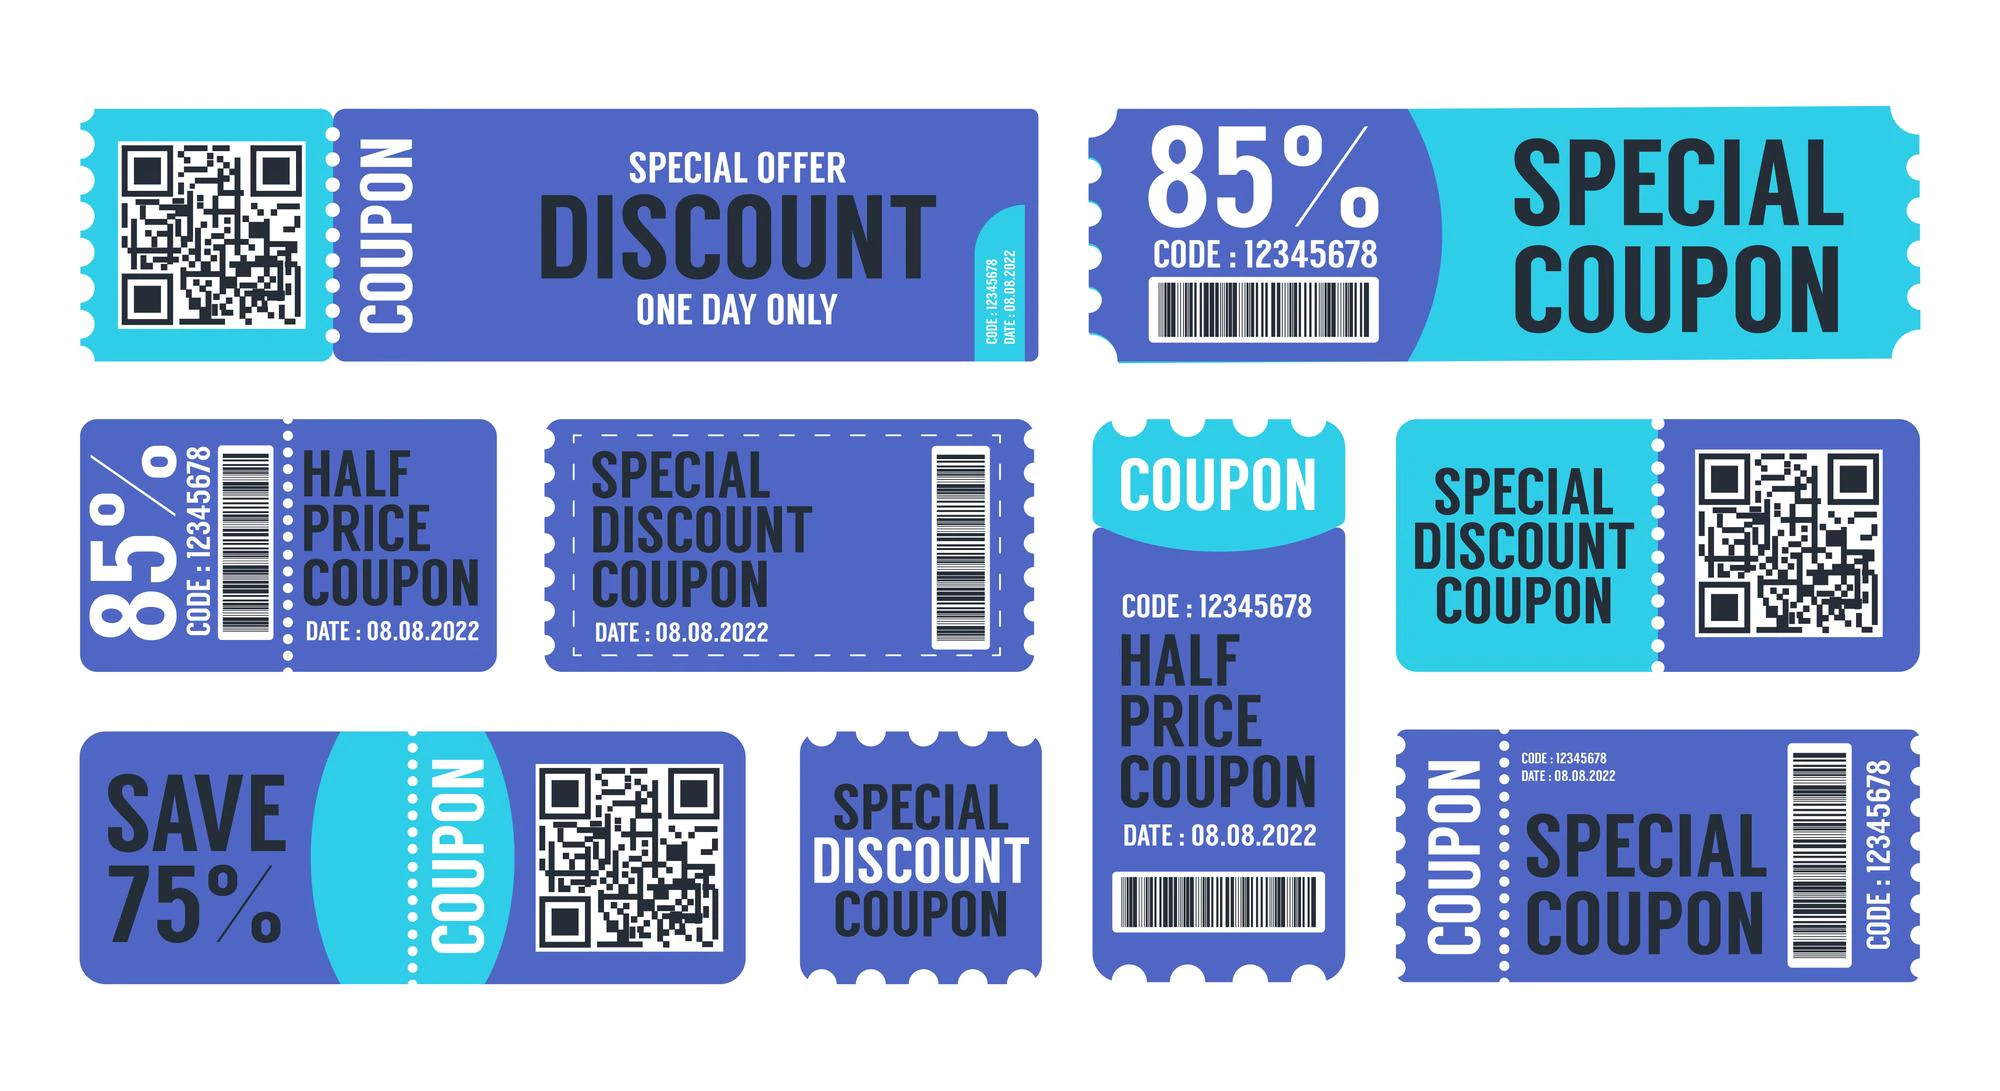 COUPON
SPECIAL OFFER
DISCOUNT
ONE DAY ONLY
CODE : 12345678
DATE : 08.08.2022
85%
CODE : 12345678
SPECIAL
COUPON
85%
CODE : 12345678
HALF
PRICE
COUPON
DATE : 08.08.2022
SPECIAL
DISCOUNT
COUPON
DATE : 08.08.2022
COUPON
CODE : 12345678
HALF
PRICE
COUPON
DATE : 08.08.2022
SPECIAL
DISCOUNT
COUPON
SAVE
75%
COUPON
SPECIAL
DISCOUNT
COUPON
COUPON
CODE : 12345678
DATE : 08.08.2022
SPECIAL
COUPON
CODE : 12345678